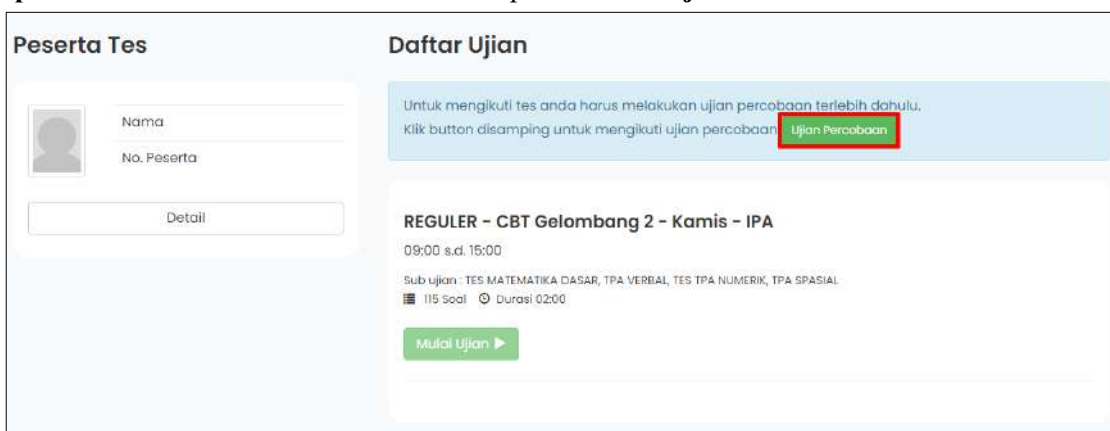 Peserta Tes
Nama
No. Peserta
Detail
Daftar Ujian
Untuk mengikuti tes anda harus melakukan ujian percobaan terlebih dahulu.
Klik button disamping untuk mengikuti ujian percobaan Ujian Percobaan
REGULER - CBT Gelombang 2 - Kamis - IPA
09:00 s.d. 15:00
Sub ujian : TES MATEMATIKA DASAR, TPA VERBAL, TES TPA NUMERIK, TPA SPASIAL
115 Soal Durasi 02:00
Mulai Ujian